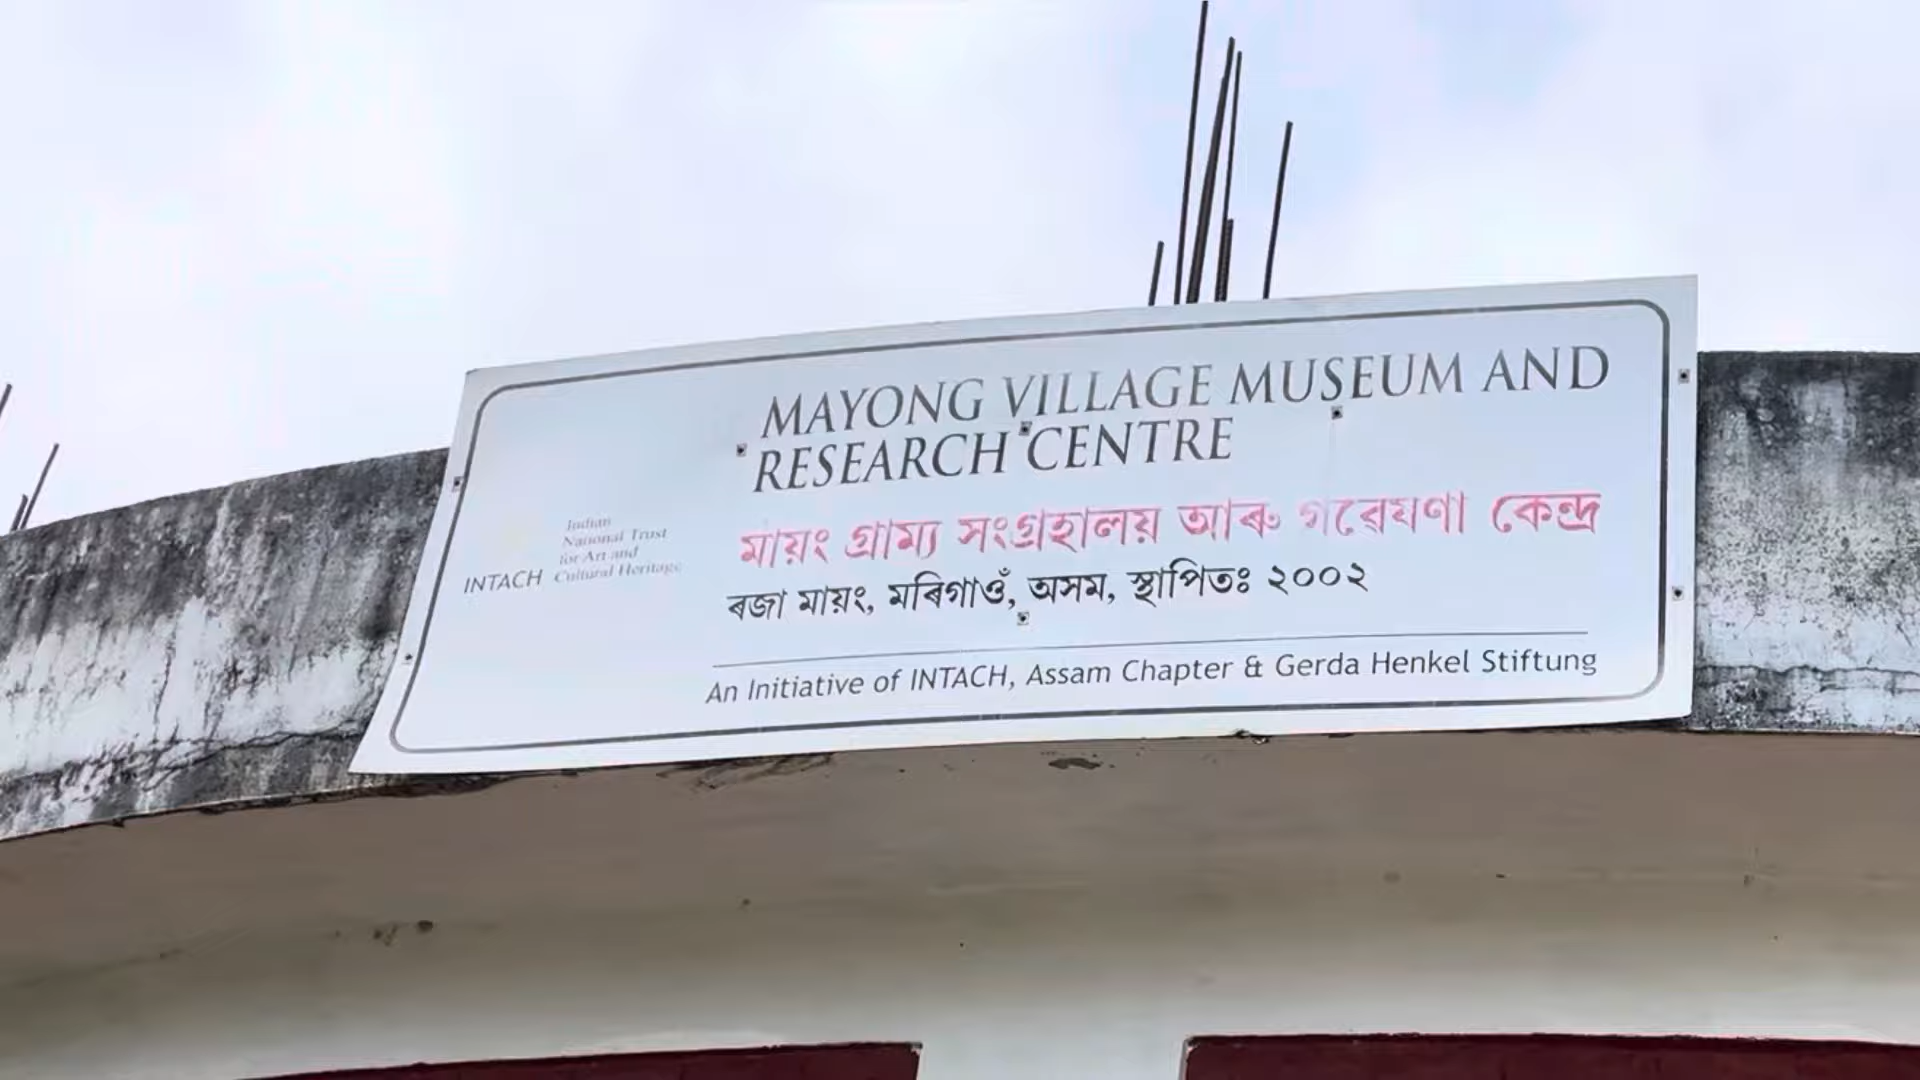 MAYONG VILLAGE MUSEUM AND
RESEARCH CENTRE
মায়ং গ্ৰাম্য সংগ্ৰহালয় আৰু গৱেষণা কেন্দ্ৰ
ৰজা মায়ং, মৰিগাওঁ, অসম, স্থাপিতঃ ২০০২
Indian
National Trust
for Art and
Cultural Heritage
INTACH
An Initiative of INTACH, Assam Chapter & Gerda Henkel Stiftung